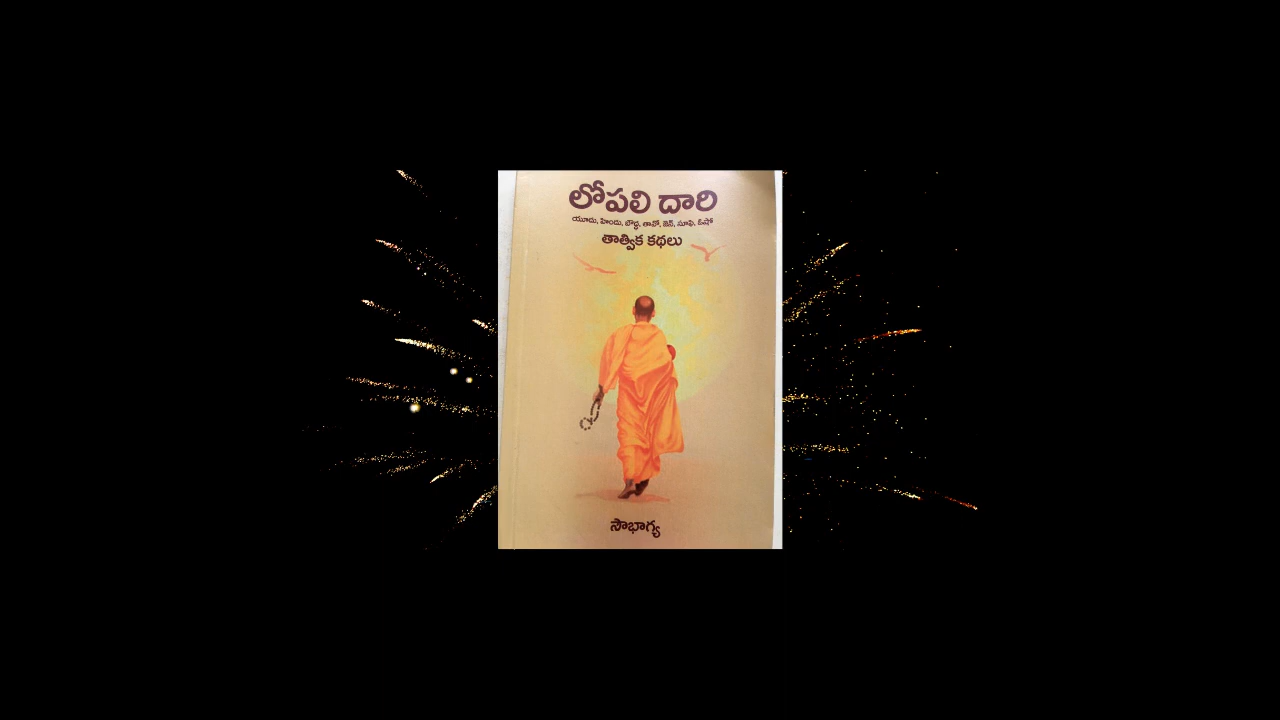 లోపలి దారి
యూదు, హిందు, బౌద్ధ, తావో, జెన్, సూఫి, ఓషో
తాత్విక కథలు
సౌభాగ్య